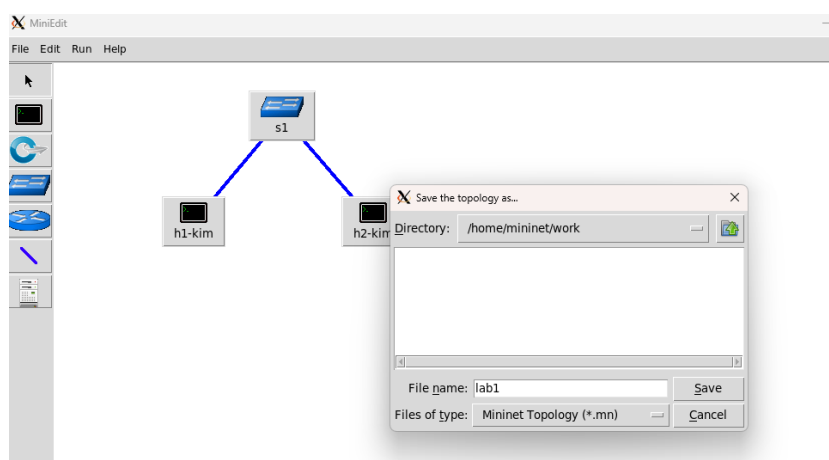 MiniEdit
File Edit Run Help
s1
h1-kim
h2-kim
Save the topology as...
Directory: /home/mininet/work
File name: lab1
Save
Files of type: Mininet Topology (*.mn)
Cancel